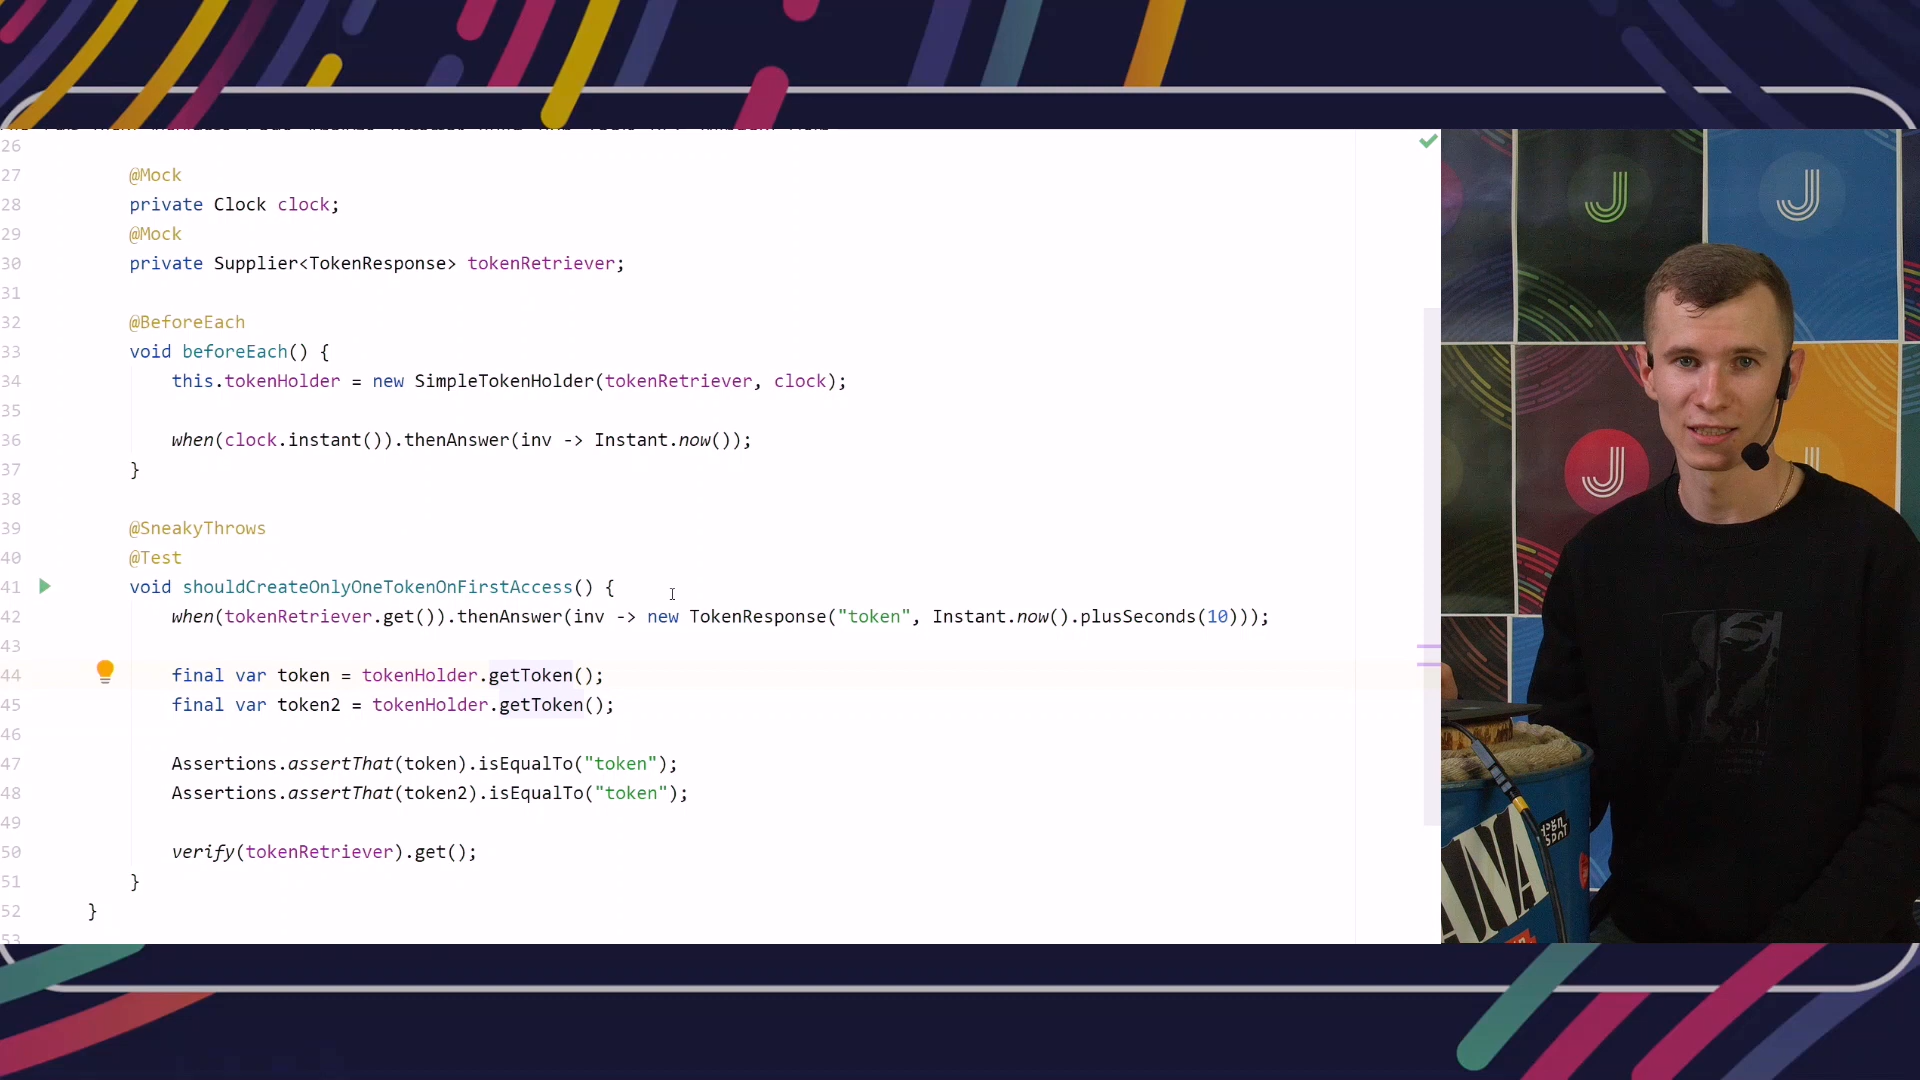 26
27 @Mock
28 private Clock clock;
29 @Mock
30 private Supplier<TokenResponse> tokenRetriever;
31
32 @BeforeEach
33 void beforeEach() {
34 this.tokenHolder = new SimpleTokenHolder(tokenRetriever, clock);
35
36 when(clock.instant()).thenAnswer(inv -> Instant.now());
37 }
38
39 @SneakyThrows
40 @Test
41 void shouldCreateOnlyOneTokenOnFirstAccess() {
42 when(tokenRetriever.get()).thenAnswer(inv -> new TokenResponse("token", Instant.now().plusSeconds(10)));
43
44 final var token = tokenHolder.getToken();
45 final var token2 = tokenHolder.getToken();
46
47 Assertions.assertThat(token).isEqualTo("token");
48 Assertions.assertThat(token2).isEqualTo("token");
49
50 verify(tokenRetriever).get();
51 }
52 }
53